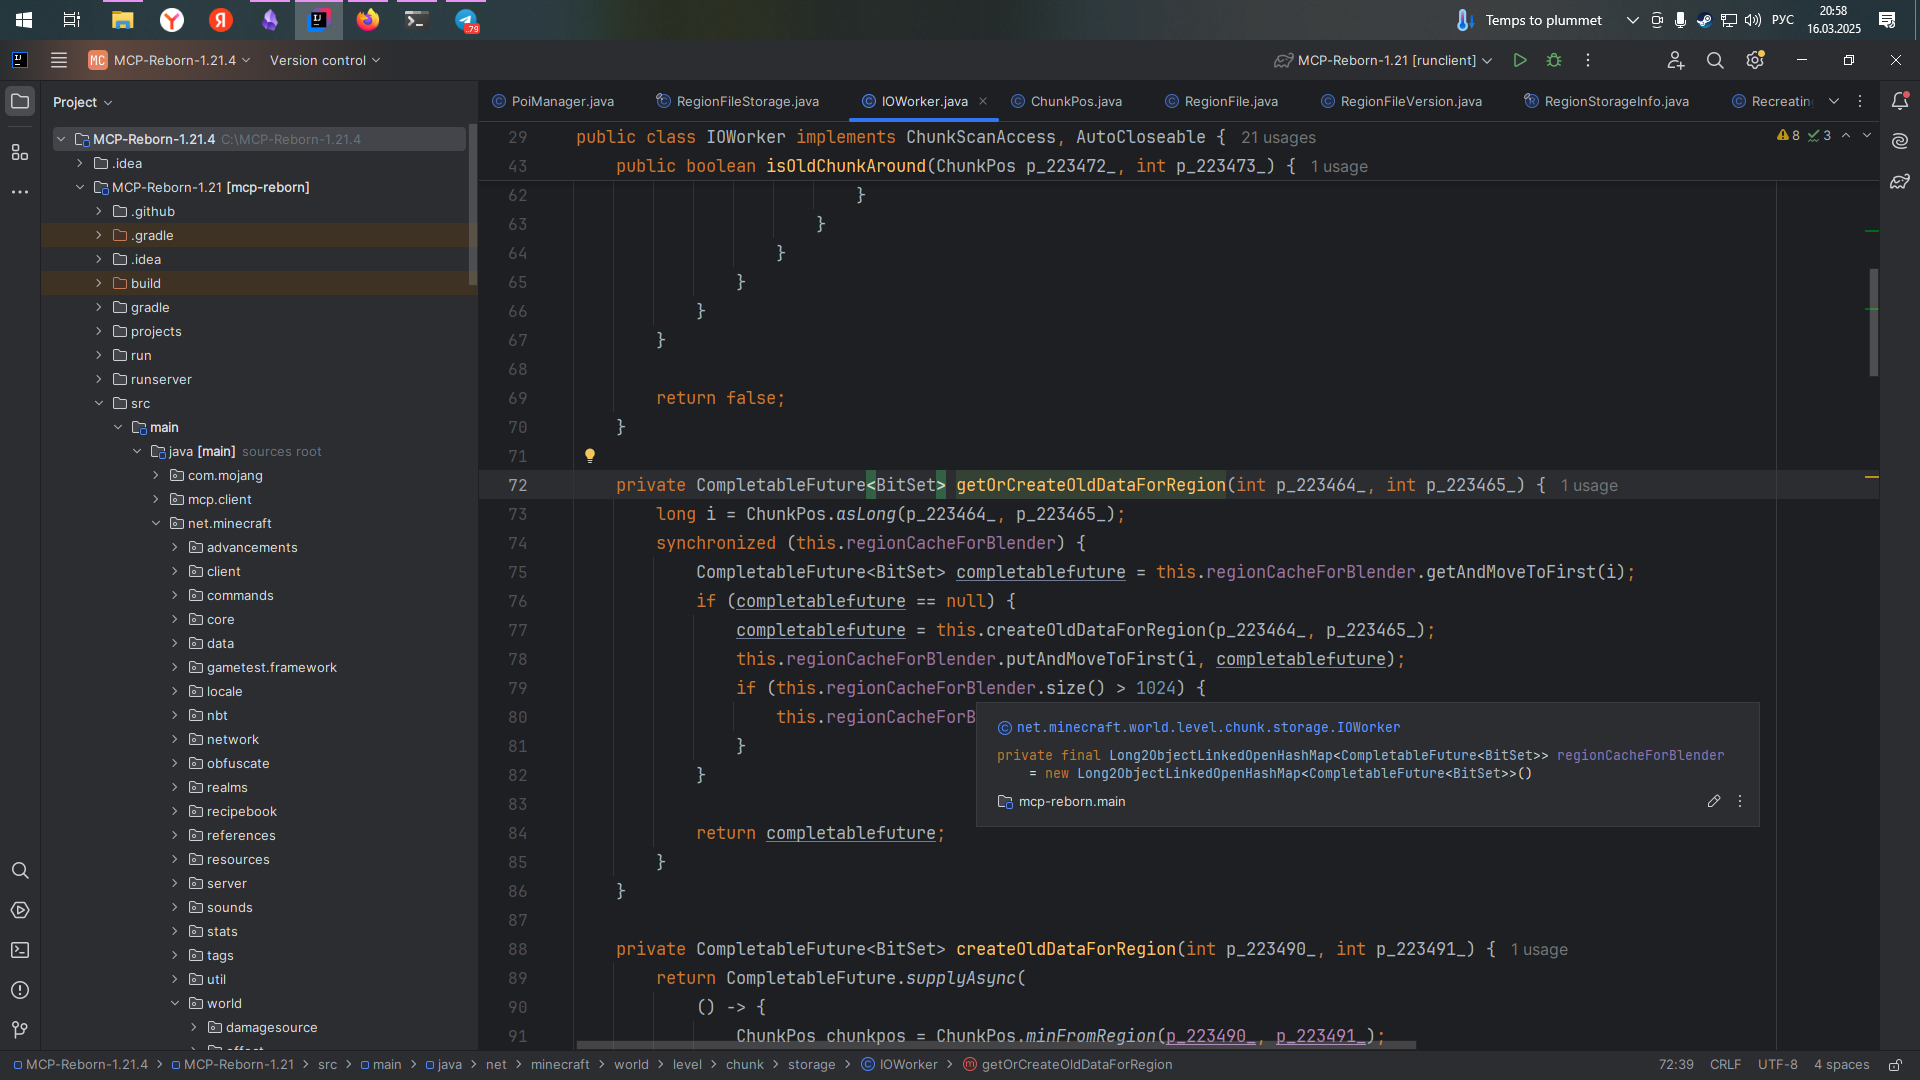 79
Temps to plummet
РУС
20:58
16.03.2025
MC MCP-Reborn-1.21.4
Version control
MCP-Reborn-1.21 [runclient]
Project
PoiManager.java
RegionFileStorage.java
IOWorker.java
ChunkPos.java
RegionFile.java
RegionFileVersion.java
RegionStorageInfo.java
Recreating
MCP-Reborn-1.21.4 C:\MCP-Reborn-1.21.4
.idea
MCP-Reborn-1.21 [mcp-reborn]
.github
.gradle
.idea
build
gradle
projects
run
runserver
src
main
java [main] sources root
com.mojang
mcp.client
net.minecraft
advancements
client
commands
core
data
gametest.framework
locale
nbt
network
obfuscate
realms
recipebook
references
resources
server
sounds
stats
tags
util
world
damagesource
29 public class IOWorker implements ChunkScanAccess, AutoCloseable { 21 usages
8 3
43 public boolean isOldChunkAround(ChunkPos p_223472_, int p_223473_) { 1 usage
62 }
63 }
64 }
65 }
66 }
67 }
68
69 return false;
70 }
71
72 private CompletableFuture<BitSet> getOrCreateOldDataForRegion(int p_223464_, int p_223465_) { 1 usage
73 long i = ChunkPos.asLong(p_223464_, p_223465_);
74 synchronized (this.regionCacheForBlender) {
75 CompletableFuture<BitSet> completablefuture = this.regionCacheForBlender.getAndMoveToFirst(i);
76 if (completablefuture == null) {
77 completablefuture = this.createOldDataForRegion(p_223464_, p_223465_);
78 this.regionCacheForBlender.putAndMoveToFirst(i, completablefuture);
79 if (this.regionCacheForBlender.size() > 1024) {
80 this.regionCacheForB
81 }
82 }
83
84 return completablefuture;
85 }
86 }
87
88 private CompletableFuture<BitSet> createOldDataForRegion(int p_223490_, int p_223491_) { 1 usage
89 return CompletableFuture.supplyAsync(
90 () -> {
91 ChunkPos chunkpos = ChunkPos.minFromRegion(p_223490_, p_223491_);
net.minecraft.world.level.chunk.storage.IOWorker
private final Long2ObjectLinkedOpenHashMap<CompletableFuture<BitSet>> regionCacheForBlender
= new Long2ObjectLinkedOpenHashMap<CompletableFuture<BitSet>>()
mcp-reborn.main
MCP-Reborn-1.21.4 > MCP-Reborn-1.21 > src > main > java > net > minecraft > world > level > chunk > storage > IOWorker > getOrCreateOldDataForRegion
72:39 CRLF UTF-8 4 spaces